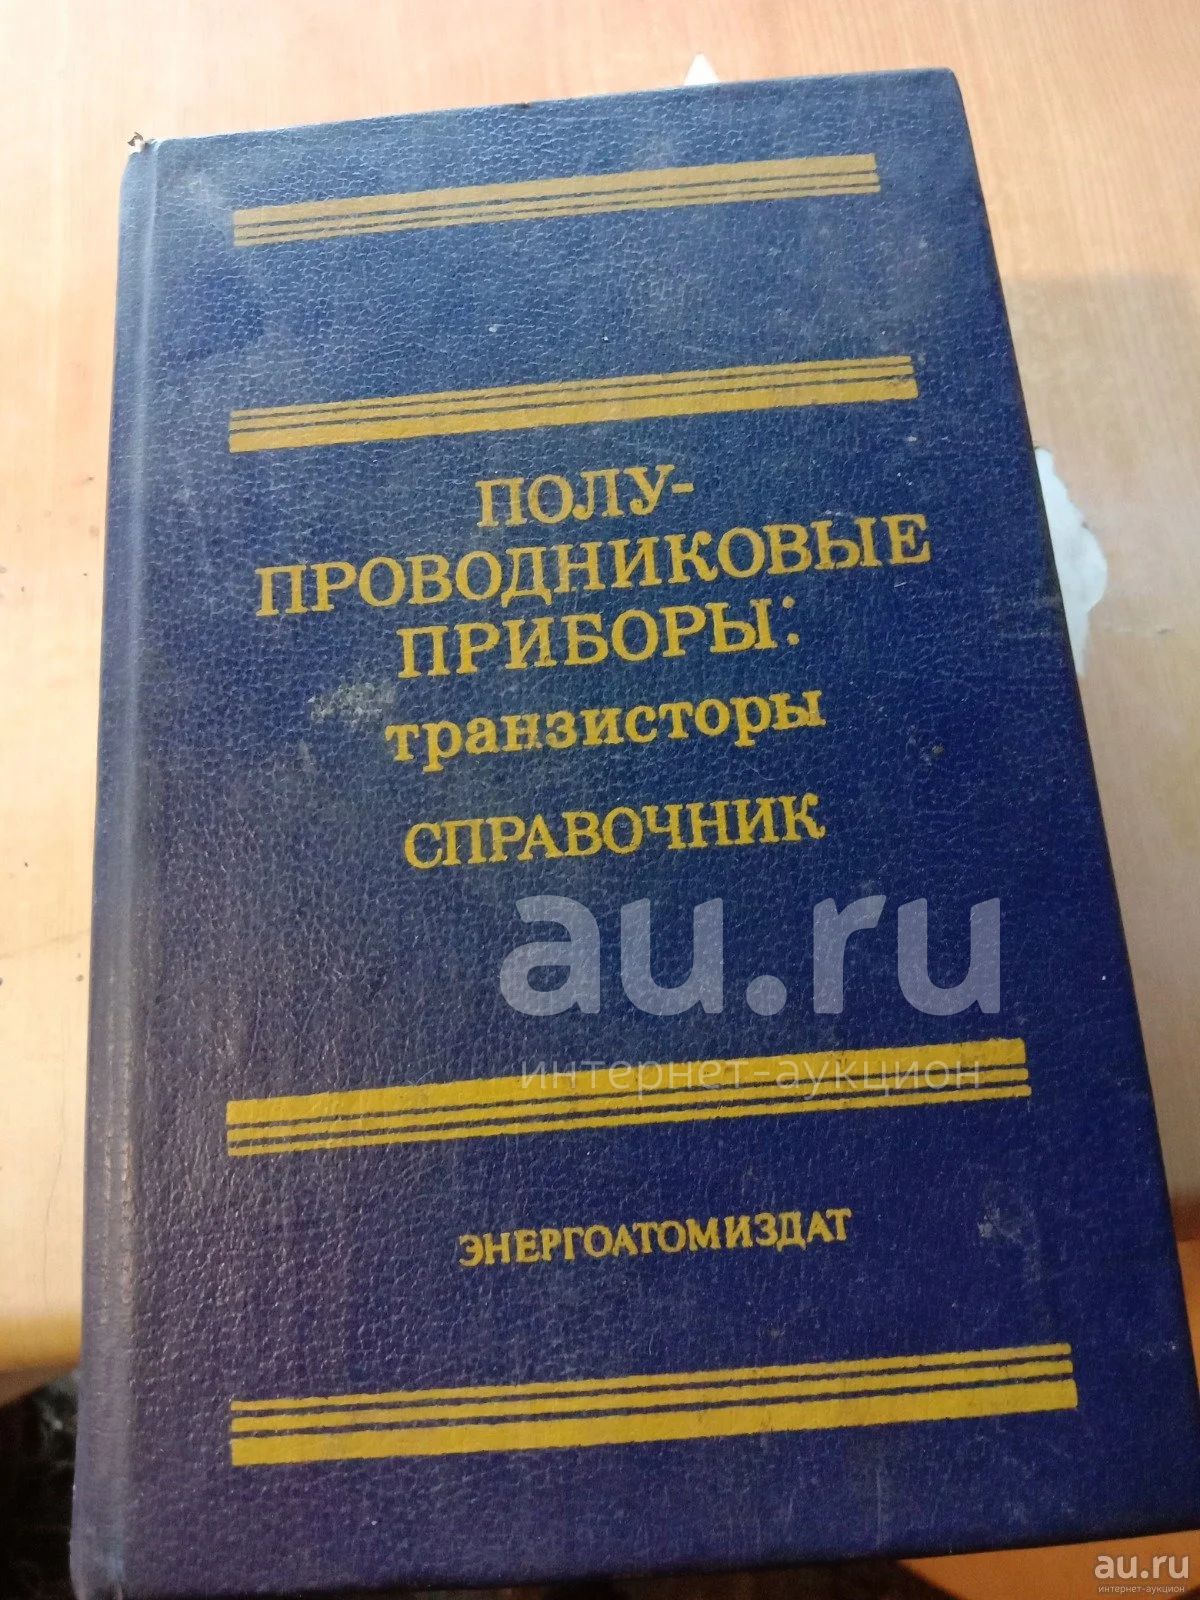 ПОЛУ-
ПРОВОДНИКОВЫЕ
ПРИБОРЫ:
транзисторы
СПРАВОЧНИК
au.ru
интернет-аукцион
ЭНЕРГОАТОМИЗДАТ
au.ru
интернет-аукцион